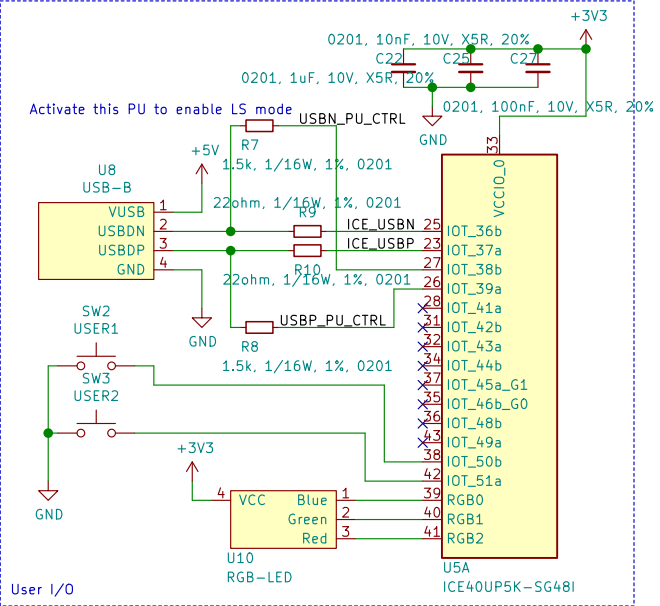 +3V3
0201, 10nF, 10V, X5R, 20%
C22 C25 C27
0201, 1uF, 10V, X5R, 20%
0201, 100nF, 10V, X5R, 20%
GND
Activate this PU to enable LS mode
USBN_PU_CTRL
R7
+5V
1.5k, 1/16W, 1%, 0201
33
VCCIO_0
U8
USB-B
22ohm, 1/16W, 1%, 0201
R9
VUSB 1
USBDN 2
USBDP 3
GND 4
ICE_USBN 25 IOT_36b
ICE_USBP 23 IOT_37a
27 IOT_38b
R10
22ohm, 1/16W, 1%, 0201
26 IOT_39a
28 IOT_41a
USBP_PU_CTRL
31 IOT_42b
GND
R8
32 IOT_43a
1.5k, 1/16W, 1%, 0201
34 IOT_44b
37 IOT_45a_G1
35 IOT_46b_G0
36 IOT_48b
43 IOT_49a
38 IOT_50b
42 IOT_51a
39 RGB0
40 RGB1
41 RGB2
SW2
USER1
SW3
USER2
GND
+3V3
4 VCC
Blue 1
Green 2
Red 3
U10
RGB-LED
U5A
ICE40UP5K-SG48I
User I/O